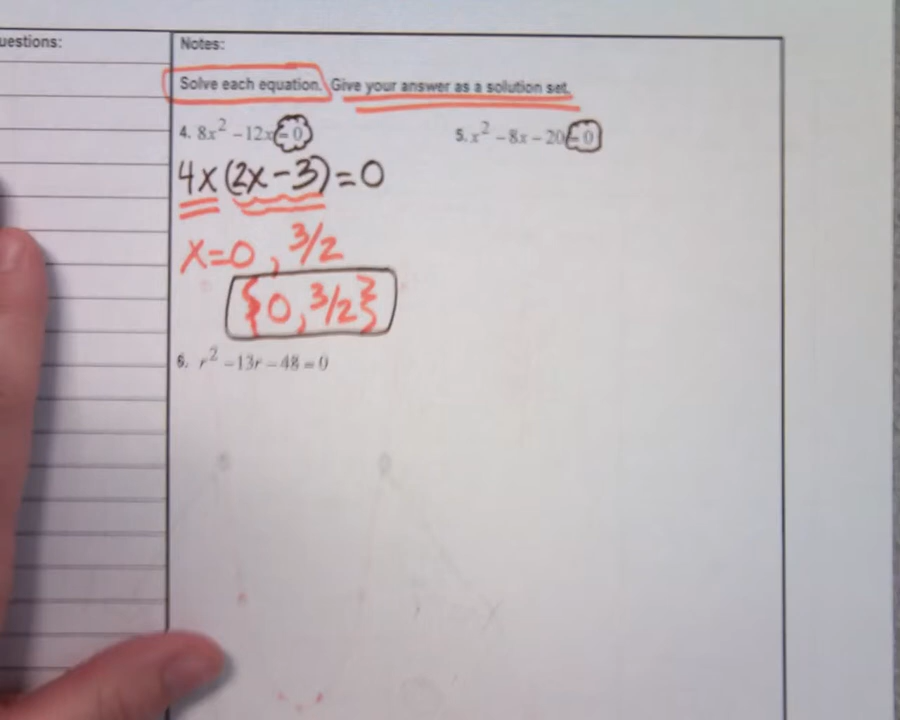 uestions:
Notes:
Solve each equation. Give your answer as a solution set.
4. 8x² − 12x = 0
5. x² − 8x − 20 = 0
4x(2x − 3) = 0
x = 0, 3/2
{0, 3/2}
6. r² − 13r − 48 = 0